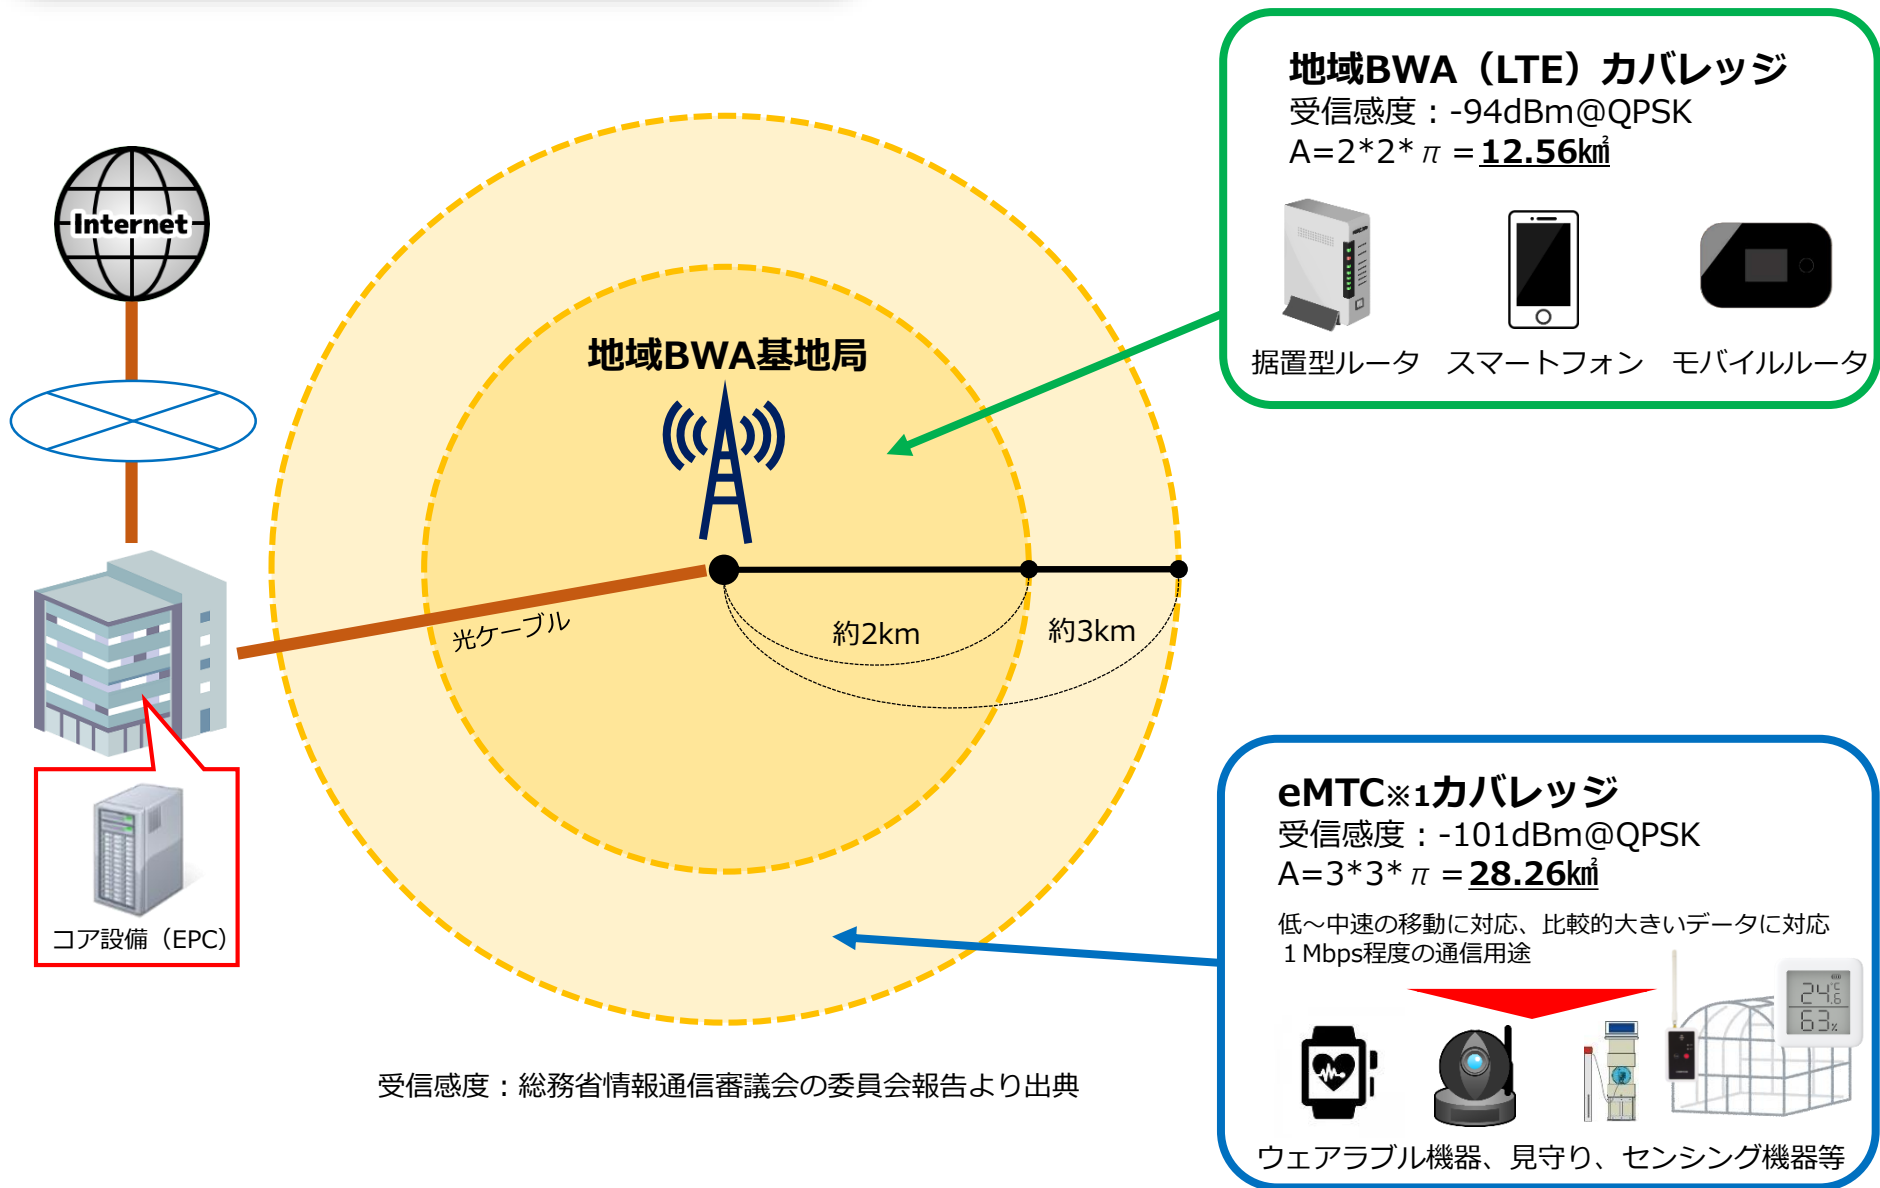 地域BWA（LTE）カバレッジ
受信感度：-94dBm@QPSK
A=2*2*π＝12.56㎢
据置型ルータ
スマートフォン
モバイルルータ
Internet
地域BWA基地局
光ケーブル
約2km
約3km
コア設備（EPC）
eMTC※1カバレッジ
受信感度：-101dBm@QPSK
A=3*3*π＝28.26㎢
低～中速の移動に対応、比較的大きいデータに対応
１Mbps程度の通信用途
24.6℃
63%
ウェアラブル機器、見守り、センシング機器等
受信感度：総務省情報通信審議会の委員会報告より出典